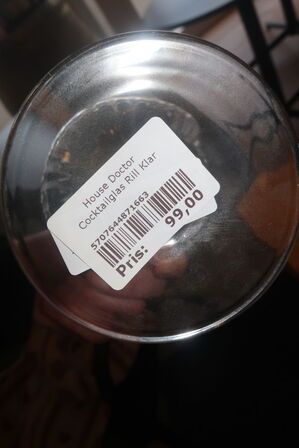 House Doctor
Cocktailglas Rill Klar
5707644871663
Pris: 99,00